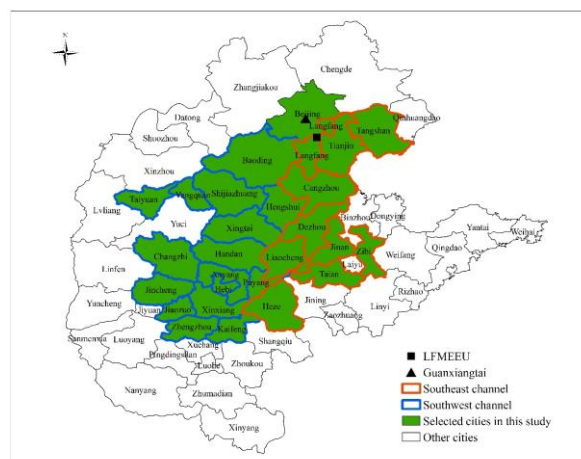 N
Chengde
Zhangjiakou
Beijing
Qinhuangdao
Datong
Langfang
Tangshan
Shuozhou
Tianjin
Langfang
Baoding
Xinzhou
Cangzhou
Taiyuan
Yangquan
Shijiazhuang
Hengshui
Lvliang
Yuci
Dezhou
Binzhou
Dongying
Yantai
Weihai
Xingtai
Jinan
Zibo
Weifang
Qingdao
Changzhi
Handan
Liaocheng
Laiwu
Linfen
Taian
Rizhao
Jincheng
Anyang
Hebi
Puyang
Yuncheng
Jiyuan
Jiaozuo
Xinxiang
Heze
Jining
Linyi
Zaozhuang
Zhengzhou
Kaifeng
Sanmenxia
Luoyang
Xuchang
Shangqiu
Pingdingshan
Luohe
Zhoukou
Nanyang
Zhumadian
Xinyang
LFMEEU
Guanxiangtai
Southeast channel
Southwest channel
Selected cities in this study
Other cities